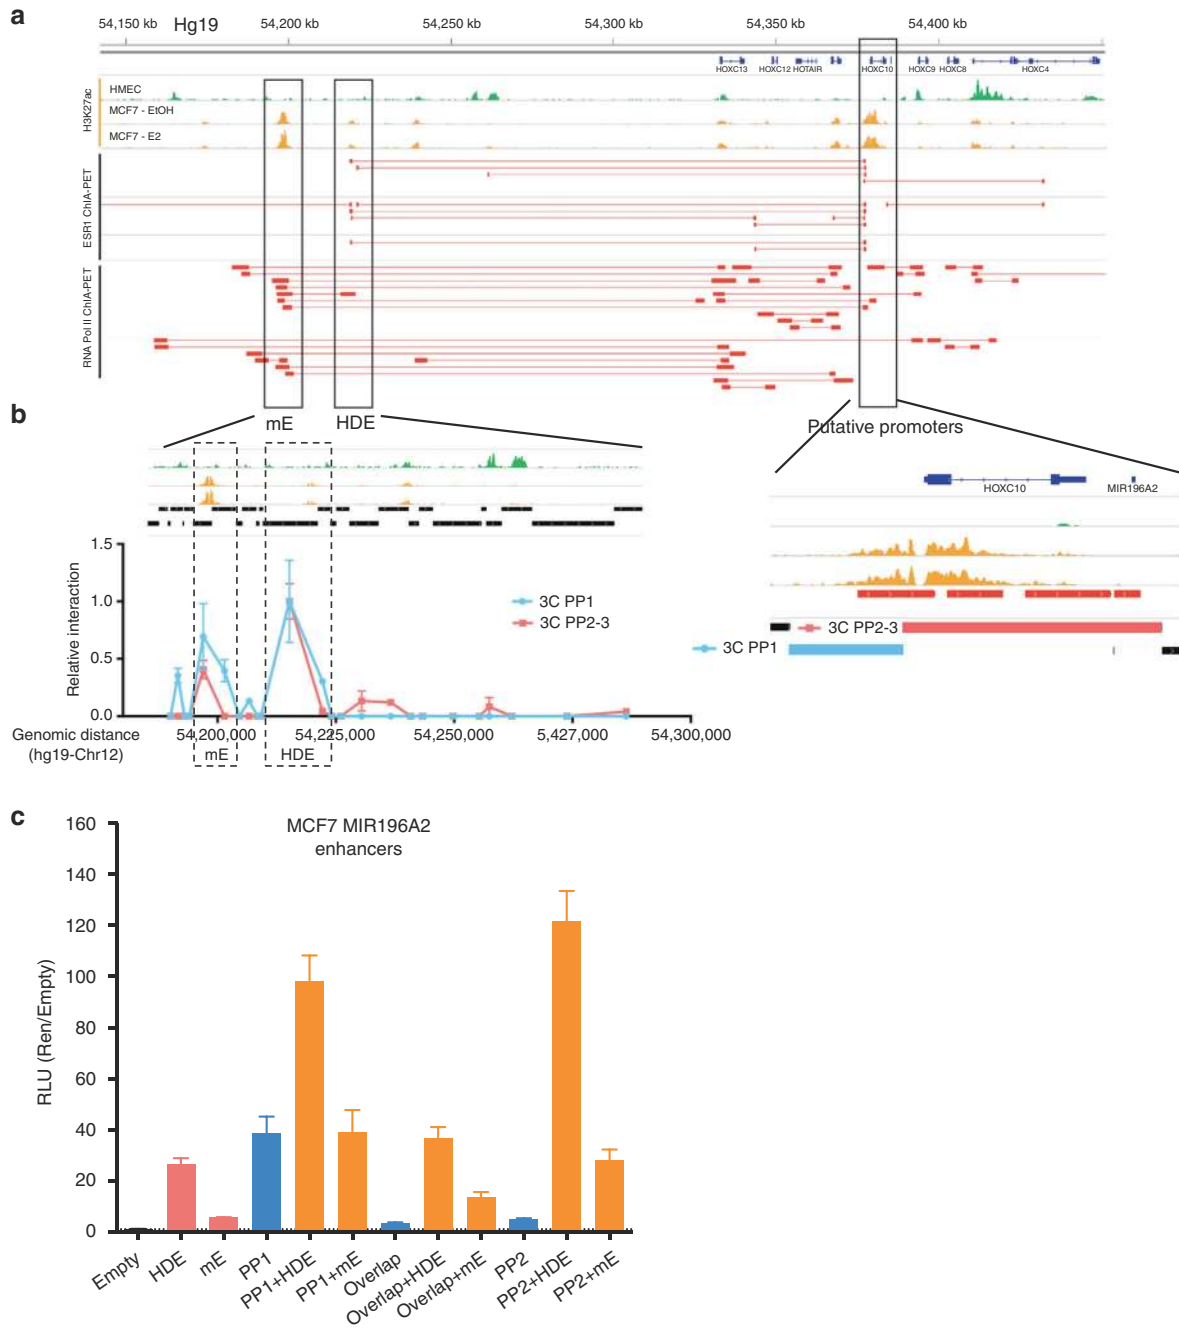 a
54,150 kb
Hg19
54,200 kb
54,250 kb
54,300 kb
54,350 kb
54,400 kb
HOXC13
HOXC12
HOTAIR
HOXC10
HOXC9
HOXC8
HOXC4
H3K27ac
HMEC
MCF7 - EtOH
MCF7 - E2
ESR1 ChIA-PET
RNA Pol II ChIA-PET
mE
HDE
Putative promoters
b
HOXC10
MIR196A2
3C PP2-3
3C PP1
Relative interaction
1.5
1.0
0.5
0.0
3C PP1
3C PP2-3
Genomic distance
(hg19-Chr12)
54,200,000
54,225,000
54,250,000
5,427,000
54,300,000
mE
HDE
c
MCF7 MIR196A2
enhancers
RLU (Ren/Empty)
160
140
120
100
80
60
40
20
0
Empty
HDE
mE
PP1
PP1+HDE
PP1+mE
Overlap
Overlap+HDE
Overlap+mE
PP2
PP2+HDE
PP2+mE